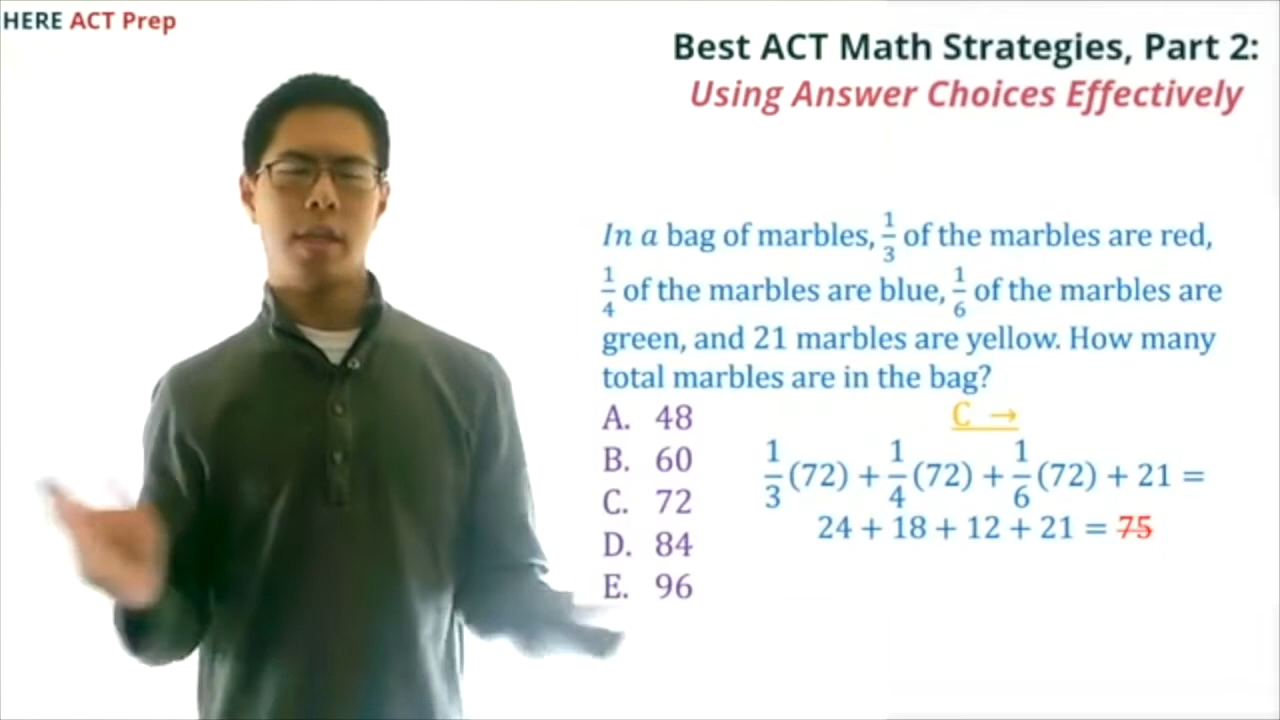 HERE ACT Prep
Best ACT Math Strategies, Part 2:
Using Answer Choices Effectively
In a bag of marbles, 1/3 of the marbles are red,
1/4 of the marbles are blue, 1/6 of the marbles are
green, and 21 marbles are yellow. How many
total marbles are in the bag?
A. 48
B. 60
C. 72
D. 84
E. 96
C →
1/3(72) + 1/4(72) + 1/6(72) + 21 =
24 + 18 + 12 + 21 = 75